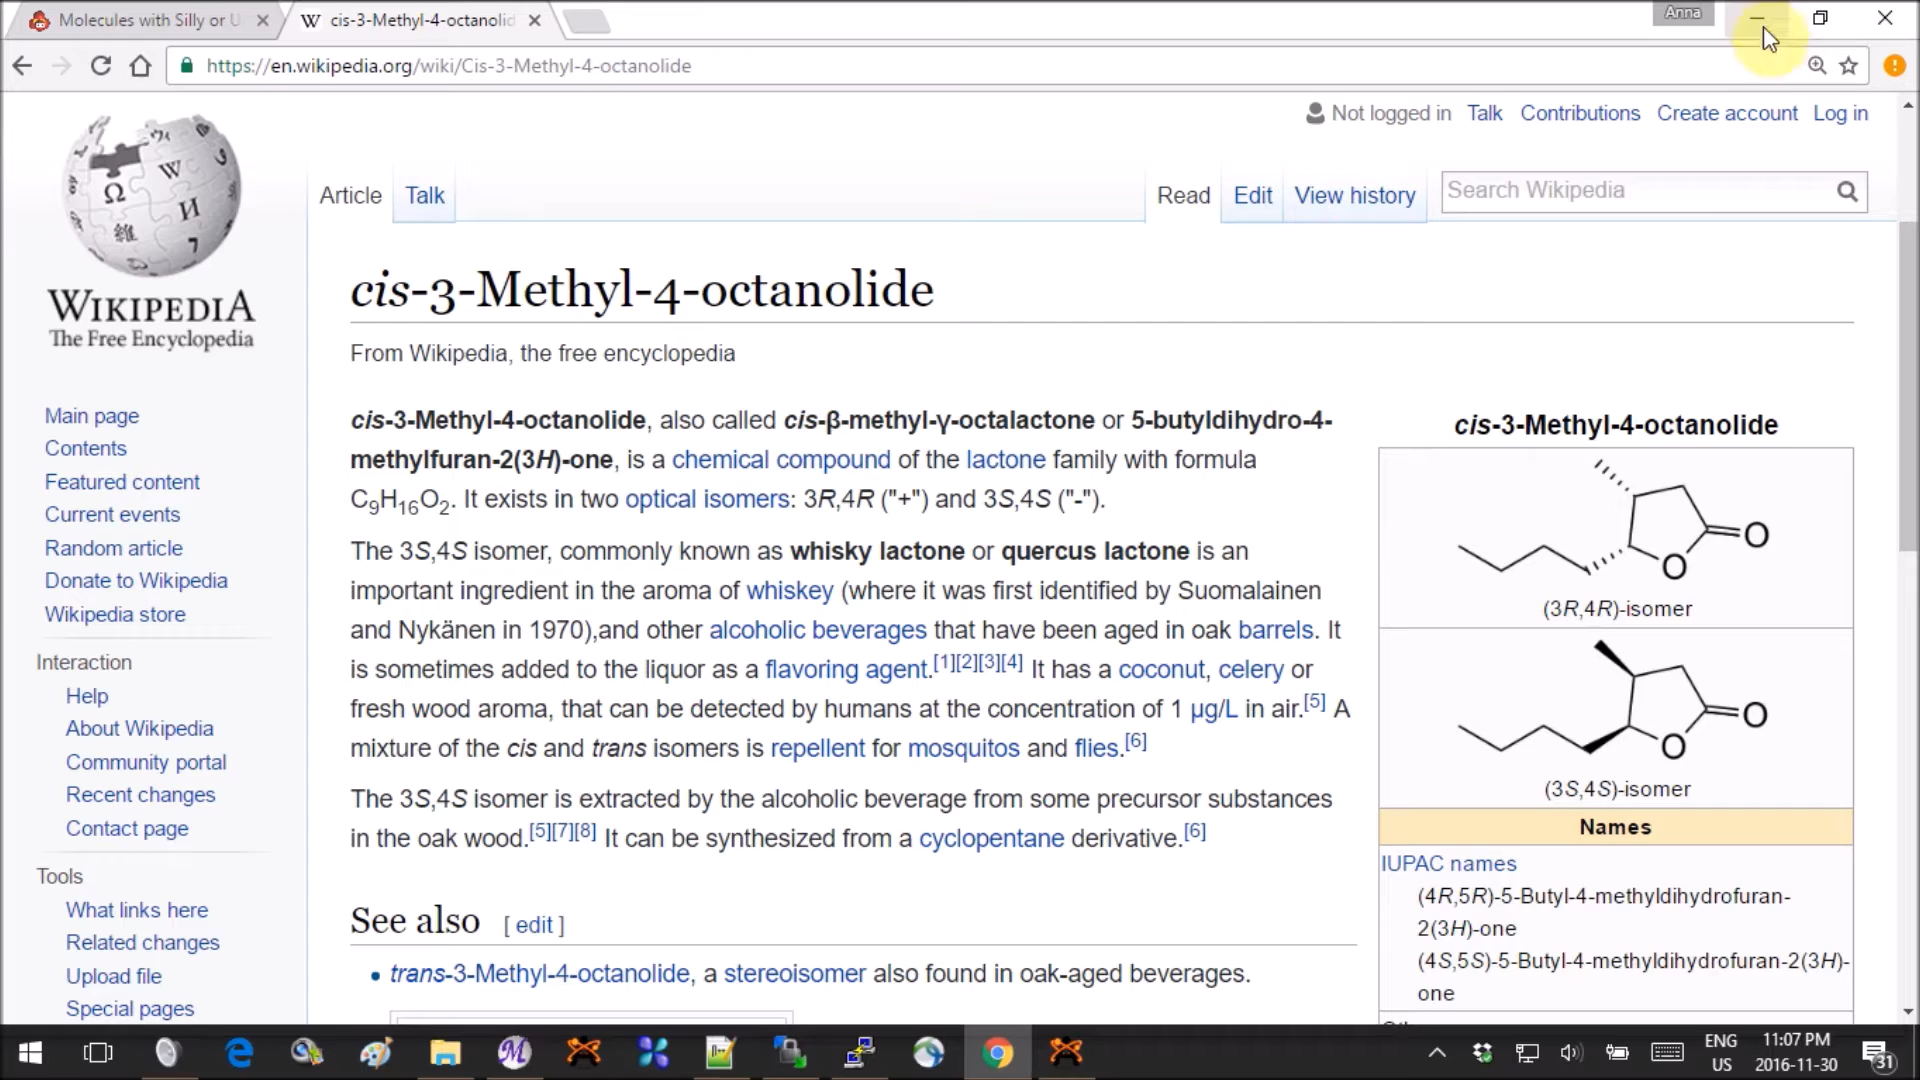 Molecules with Silly or U
cis-3-Methyl-4-octanolid
Anna
https://en.wikipedia.org/wiki/Cis-3-Methyl-4-octanolide
Not logged in Talk Contributions Create account Log in
Article Talk Read Edit View history Search Wikipedia
WIKIPEDIA
The Free Encyclopedia
Main page
Contents
Featured content
Current events
Random article
Donate to Wikipedia
Wikipedia store
Interaction
Help
About Wikipedia
Community portal
Recent changes
Contact page
Tools
What links here
Related changes
Upload file
Special pages
cis-3-Methyl-4-octanolide
From Wikipedia, the free encyclopedia
cis-3-Methyl-4-octanolide, also called cis-β-methyl-γ-octalactone or 5-butyldihydro-4-
methylfuran-2(3H)-one, is a chemical compound of the lactone family with formula
C9H16O2. It exists in two optical isomers: 3R,4R ("+") and 3S,4S ("-").
The 3S,4S isomer, commonly known as whisky lactone or quercus lactone is an
important ingredient in the aroma of whiskey (where it was first identified by Suomalainen
and Nykänen in 1970),and other alcoholic beverages that have been aged in oak barrels. It
is sometimes added to the liquor as a flavoring agent.[1][2][3][4] It has a coconut, celery or
fresh wood aroma, that can be detected by humans at the concentration of 1 μg/L in air.[5] A
mixture of the cis and trans isomers is repellent for mosquitos and flies.[6]
The 3S,4S isomer is extracted by the alcoholic beverage from some precursor substances
in the oak wood.[5][7][8] It can be synthesized from a cyclopentane derivative.[6]
See also [ edit ]
• trans-3-Methyl-4-octanolide, a stereoisomer also found in oak-aged beverages.
cis-3-Methyl-4-octanolide
O
O
(3R,4R)-isomer
O
O
(3S,4S)-isomer
Names
IUPAC names
(4R,5R)-5-Butyl-4-methyldihydrofuran-
2(3H)-one
(4S,5S)-5-Butyl-4-methyldihydrofuran-2(3H)-
one
ENG
US
11:07 PM
2016-11-30
31